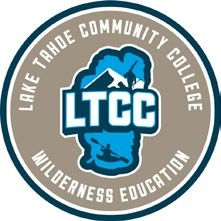 LAKE TAHOE COMMUNITY COLLEGE
LTCC
WILDERNESS EDUCATION